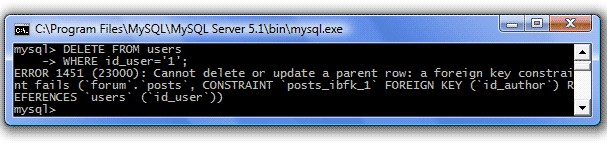 C:\Program Files\MySQL\MySQL Server 5.1\bin\mysql.exe
mysql> DELETE FROM users
    -> WHERE id_user='1';
ERROR 1451 (23000): Cannot delete or update a parent row: a foreign key constrai
nt fails (`forum`.`posts`, CONSTRAINT `posts_ibfk_1` FOREIGN KEY (`id_author`) R
EFERENCES `users` (`id_user`))
mysql>